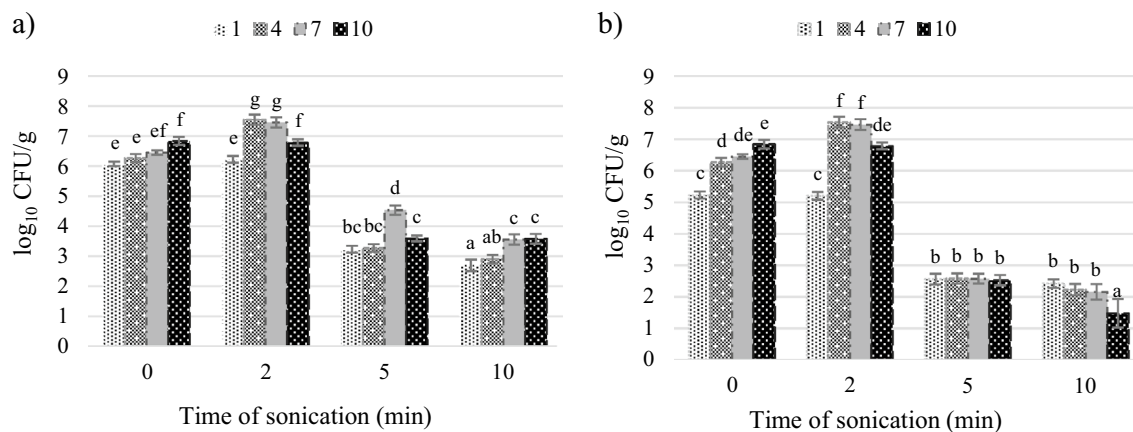 a)
1 4 7 10
log₁₀ CFU/g
9
8
7
6
5
4
3
2
1
0
e e ef f
e g g f
bc bc d c
a ab c c
0 2 5 10
Time of sonication (min)
b)
1 4 7 10
log₁₀ CFU/g
9
8
7
6
5
4
3
2
1
0
c d de e
c f f de
b b b b
b b b a
0 2 5 10
Time of sonication (min)